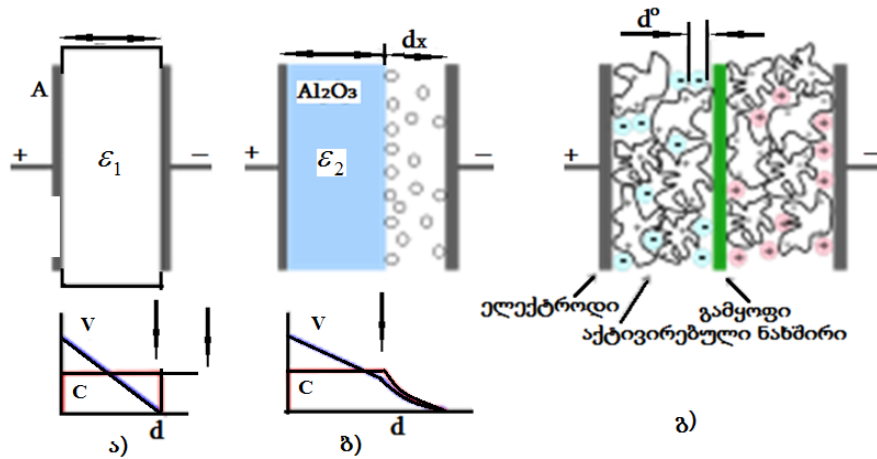 A
+
ε₁
−
V
C
d
ა)
dx
Al₂O₃
+
ε₂
−
V
C
d
ბ)
d°
+
−
ელექტროდი
გამყოფი
აქტივირებული ნახშირი
გ)